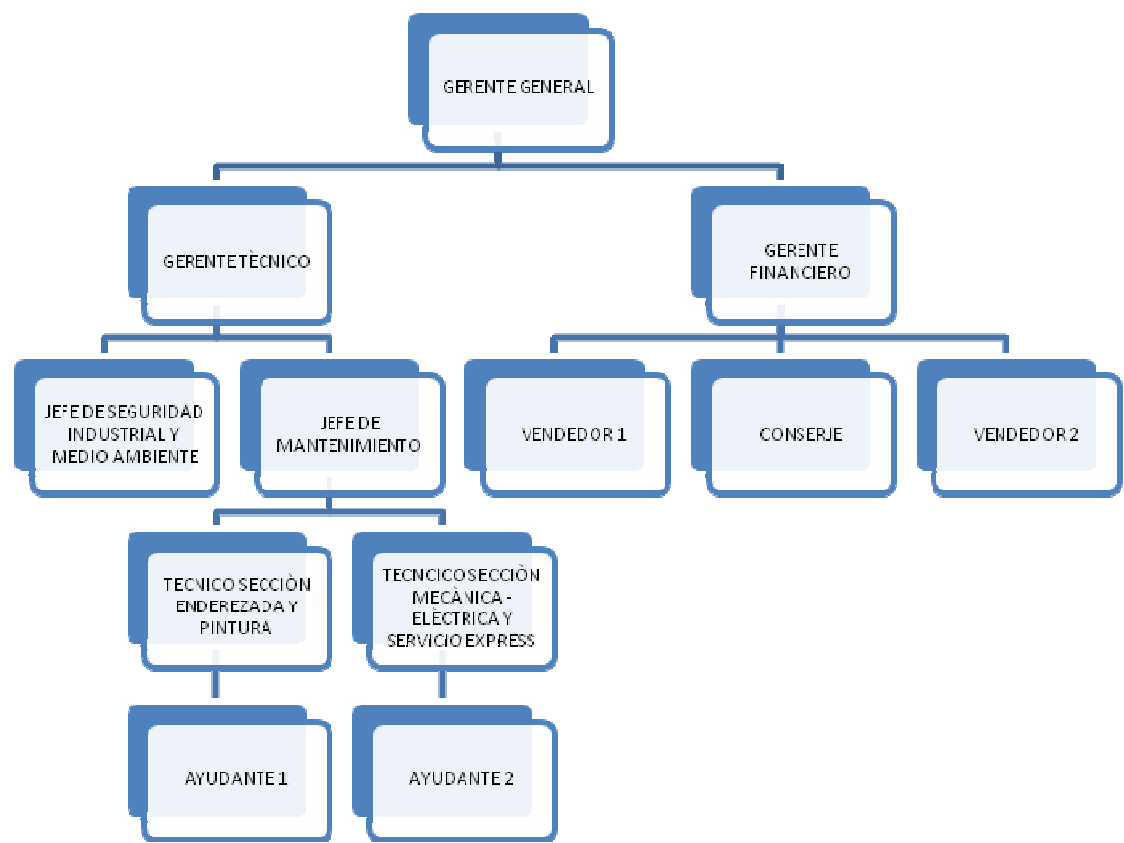 GERENTE GENERAL
GERENTE TÈCNICO
GERENTE
FINANCIERO
JEFE DE SEGURIDAD
INDUSTRIAL Y
MEDIO AMBIENTE
JEFE DE
MANTENIMIENTO
VENDEDOR 1
CONSERJE
VENDEDOR 2
TECNICO SECCIÒN
ENDEREZADA Y
PINTURA
TECNCICO SECCIÒN
MECÀNICA -
ELÈCTRICA Y
SERVICIO EXPRESS
AYUDANTE 1
AYUDANTE 2